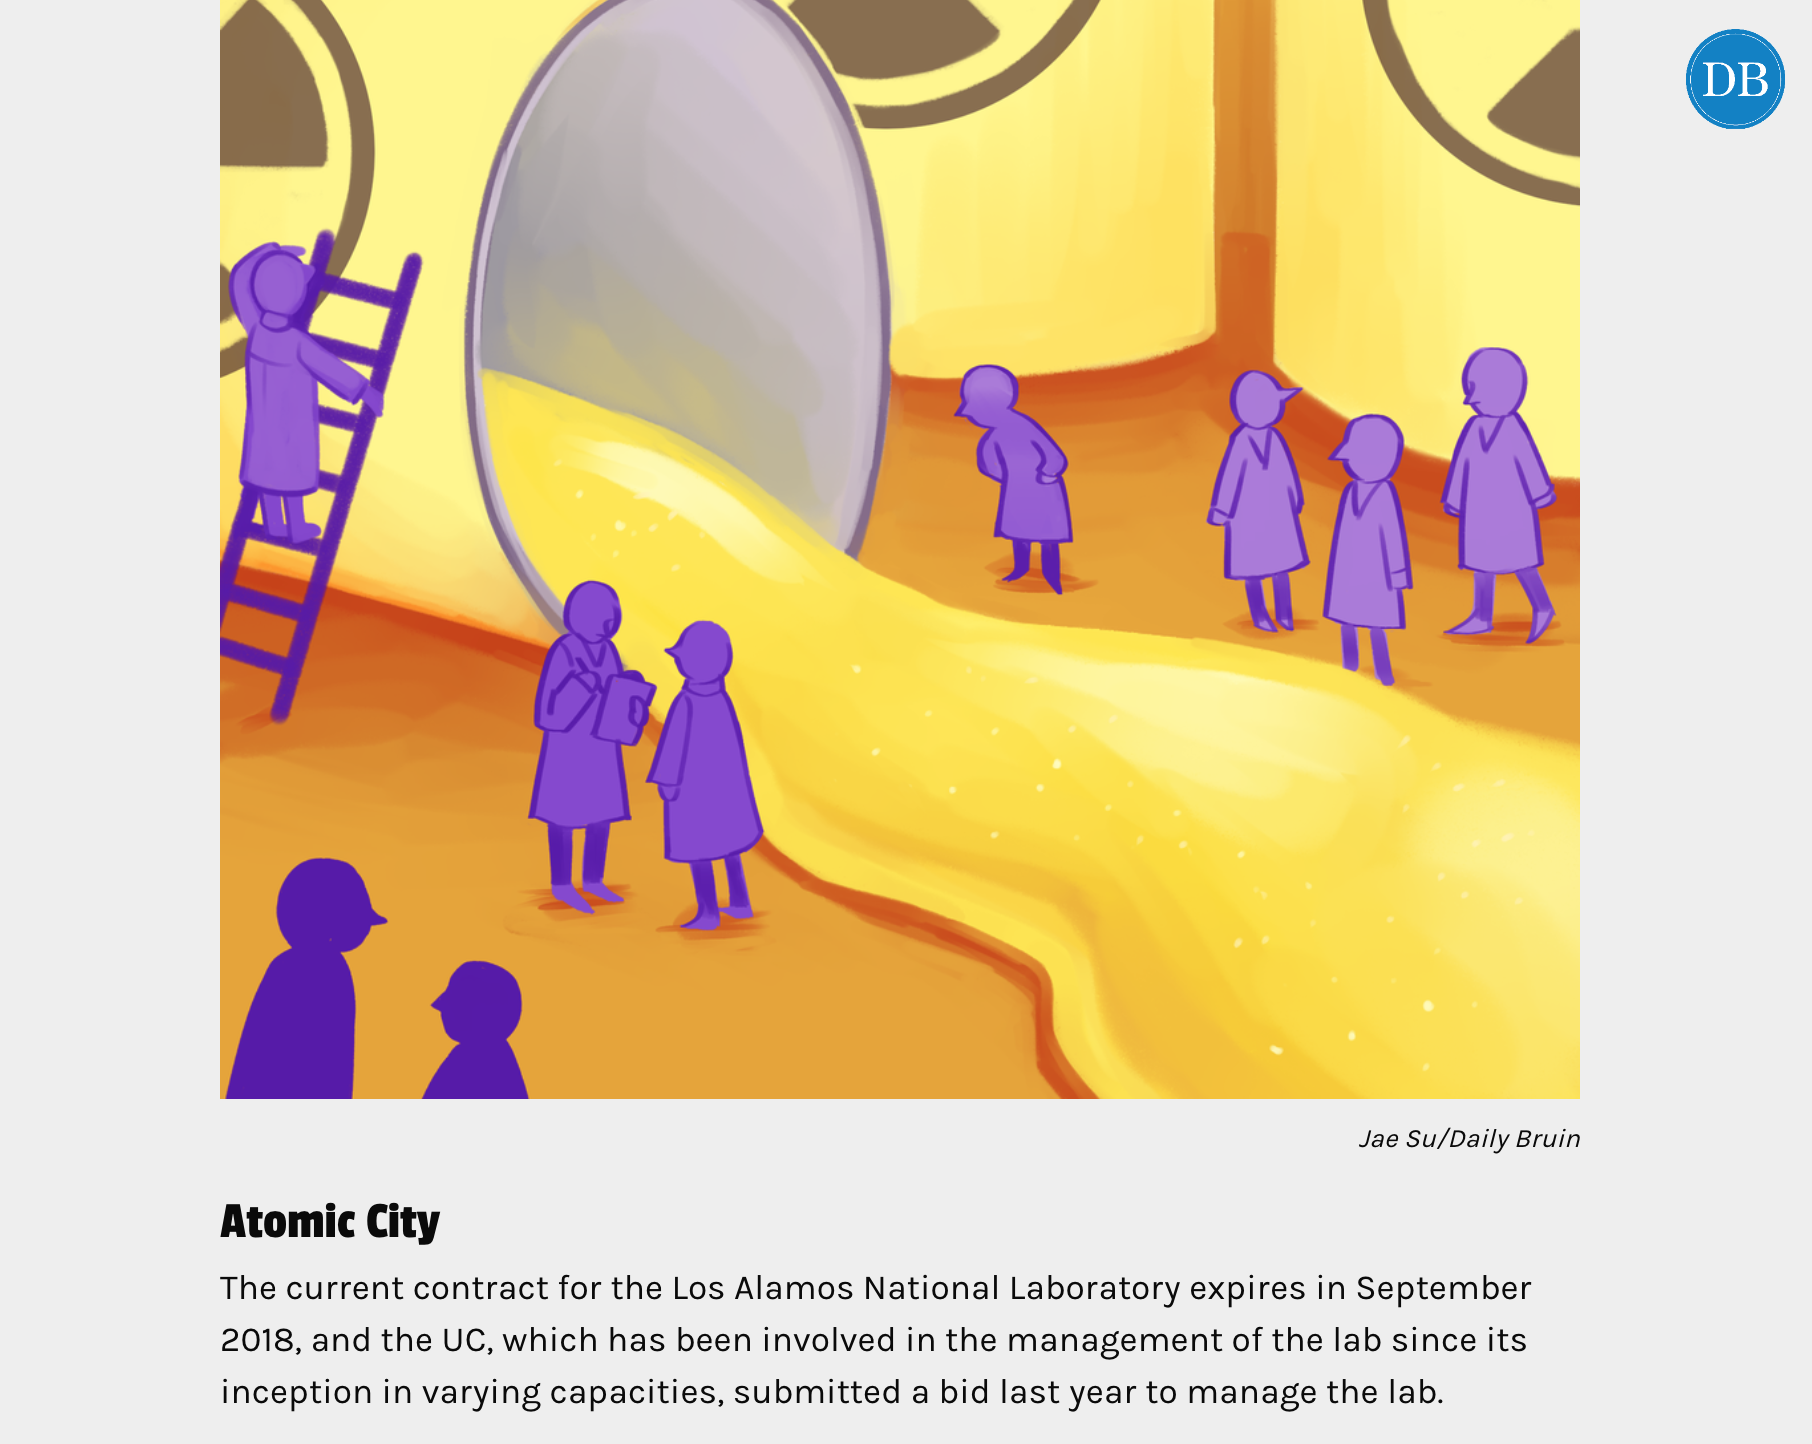 DB
Jae Su/Daily Bruin
Atomic City
The current contract for the Los Alamos National Laboratory expires in September
2018, and the UC, which has been involved in the management of the lab since its
inception in varying capacities, submitted a bid last year to manage the lab.